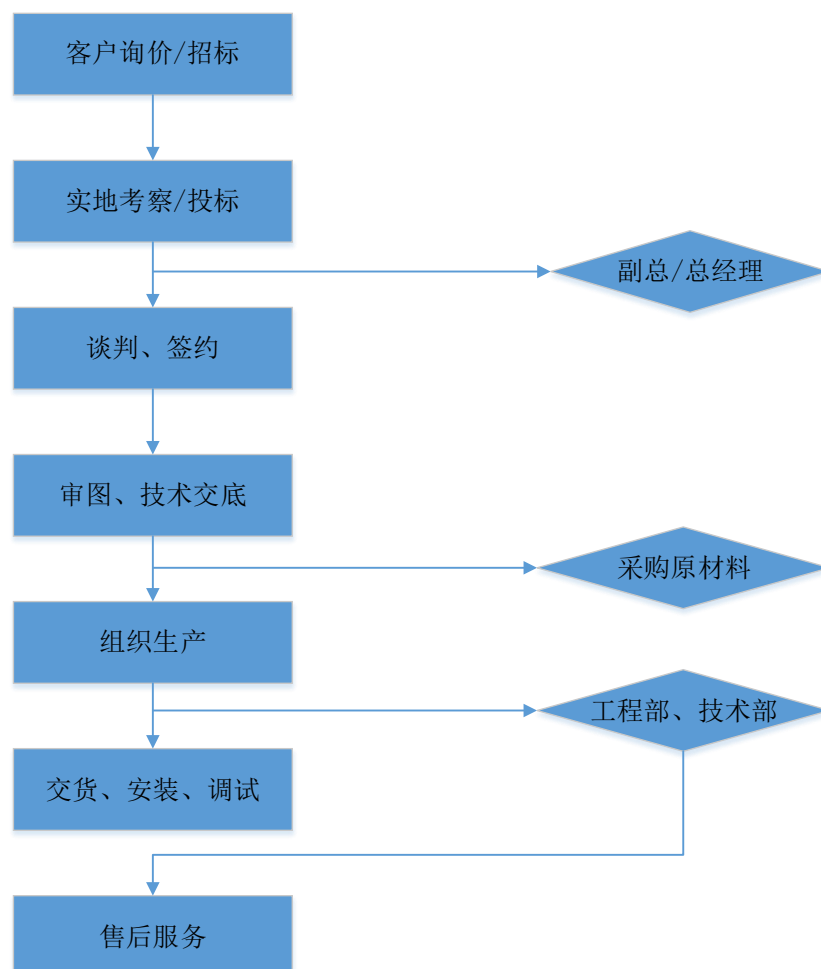 客户询价/招标
实地考察/投标
副总/总经理
谈判、签约
审图、技术交底
采购原材料
组织生产
工程部、技术部
交货、安装、调试
售后服务